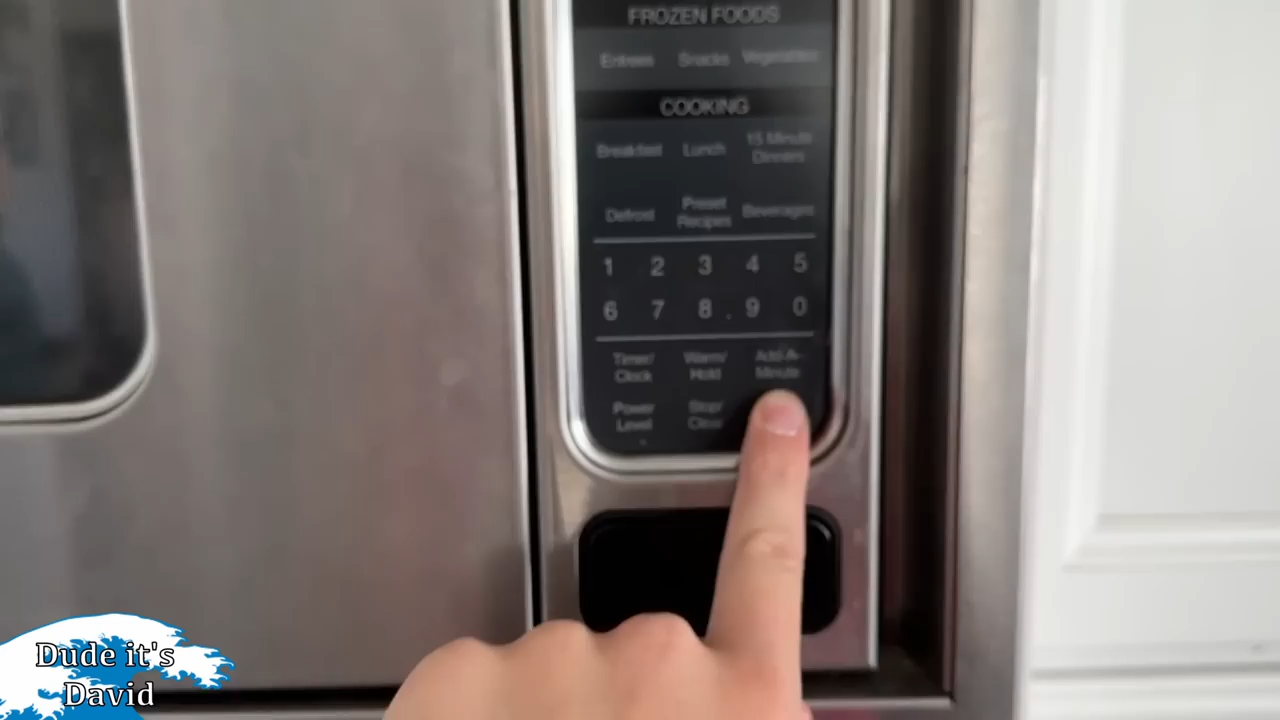 FROZEN FOODS
Entrees Snacks Vegetables
COOKING
Breakfast Lunch 15 Minute Dinners
Defrost Preset Recipes Beverages
1 2 3 4 5
6 7 8 . 9 0
Timer/ Clock Warm/ Hold Add-A- Minute
Power Level Stop/ Clear
Dude it's
David